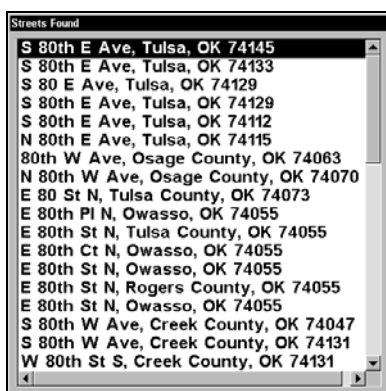 Streets Found
S 80th E Ave, Tulsa, OK 74145
S 80th E Ave, Tulsa, OK 74133
S 80 E Ave, Tulsa, OK 74129
S 80th E Ave, Tulsa, OK 74129
S 80th E Ave, Tulsa, OK 74112
N 80th E Ave, Tulsa, OK 74115
80th W Ave, Osage County, OK 74063
N 80th W Ave, Osage County, OK 74070
E 80 St N, Tulsa County, OK 74073
E 80th Pl N, Owasso, OK 74055
E 80th St N, Tulsa County, OK 74055
E 80th Ct N, Owasso, OK 74055
E 80th St N, Owasso, OK 74055
E 80th St N, Rogers County, OK 74055
E 80th St N, Owasso, OK 74055
S 80th W Ave, Creek County, OK 74047
S 80th W Ave, Creek County, OK 74131
W 80th St S, Creek County, OK 74131